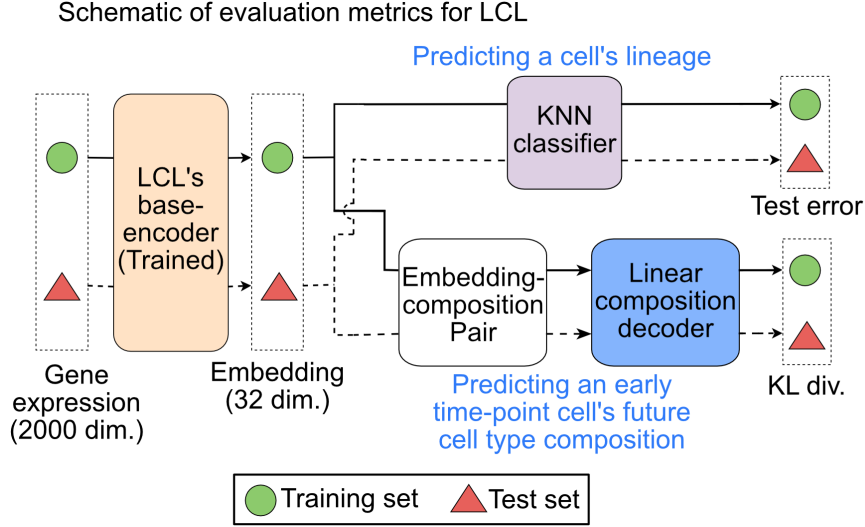 Schematic of evaluation metrics for LCL
Predicting a cell's lineage
KNN
classifier
LCL's
base-
encoder
(Trained)
Test error
Embedding-
composition
Pair
Linear
composition
decoder
Gene
expression
(2000 dim.)
Embedding
(32 dim.)
KL div.
Predicting an early
time-point cell's future
cell type composition
Training set
Test set